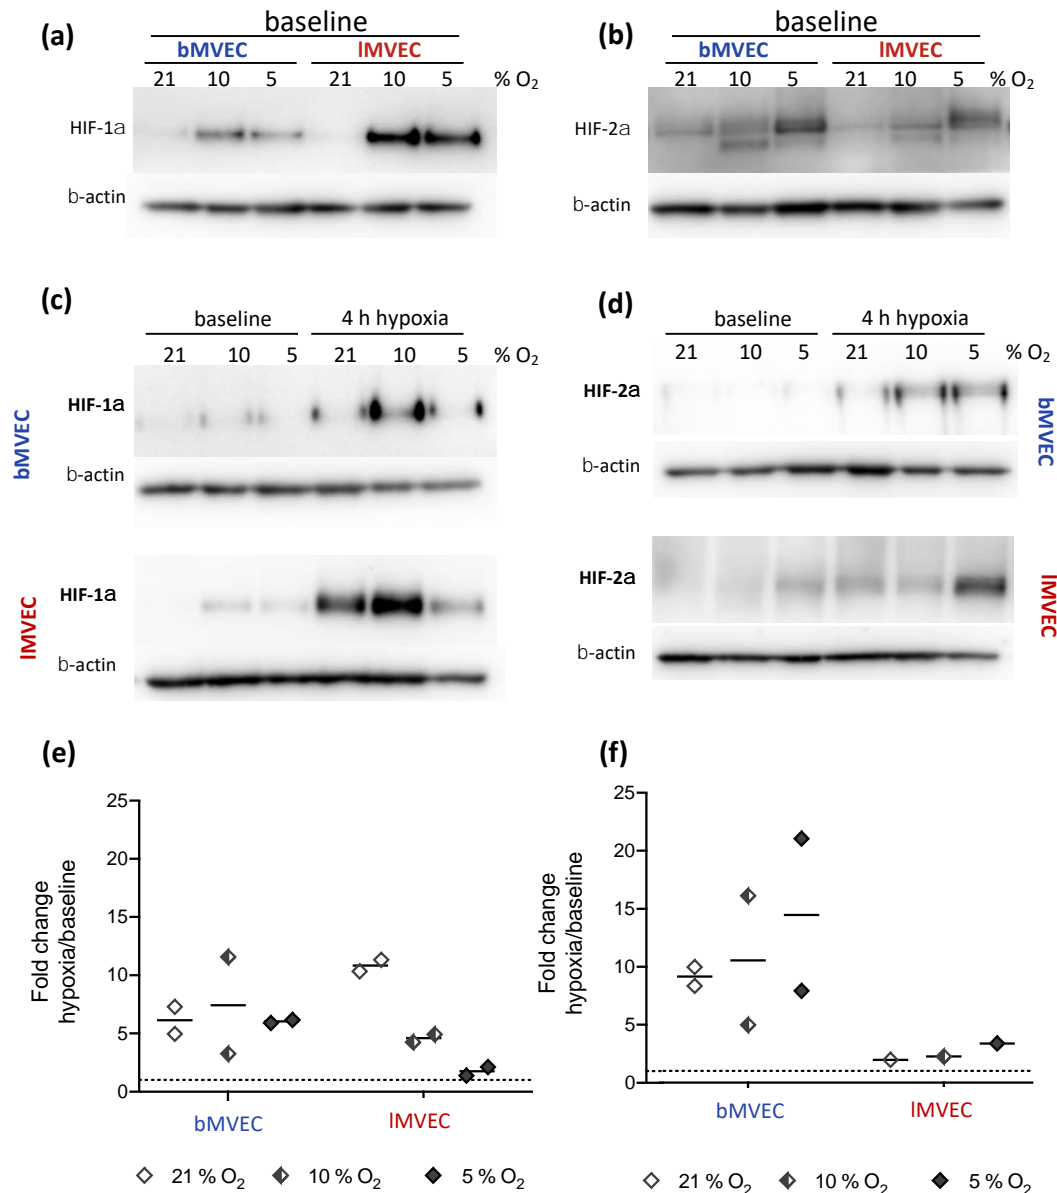 (a)
baseline
bMVEC lMVEC
21 10 5 21 10 5 % O₂
HIF-1a
b-actin
(b)
baseline
bMVEC lMVEC
21 10 5 21 10 5 % O₂
HIF-2a
b-actin
(c)
baseline 4 h hypoxia
21 10 5 21 10 5 % O₂
bMVEC
HIF-1a
b-actin
lMVEC
HIF-1a
b-actin
(d)
baseline 4 h hypoxia
21 10 5 21 10 5 % O₂
HIF-2a
bMVEC
b-actin
HIF-2a
lMVEC
b-actin
(e)
25
20
15
10
5
0
Fold change
hypoxia/baseline
bMVEC lMVEC
21 % O₂ 10 % O₂ 5 % O₂
(f)
25
20
15
10
5
0
Fold change
hypoxia/baseline
bMVEC lMVEC
21 % O₂ 10 % O₂ 5 % O₂